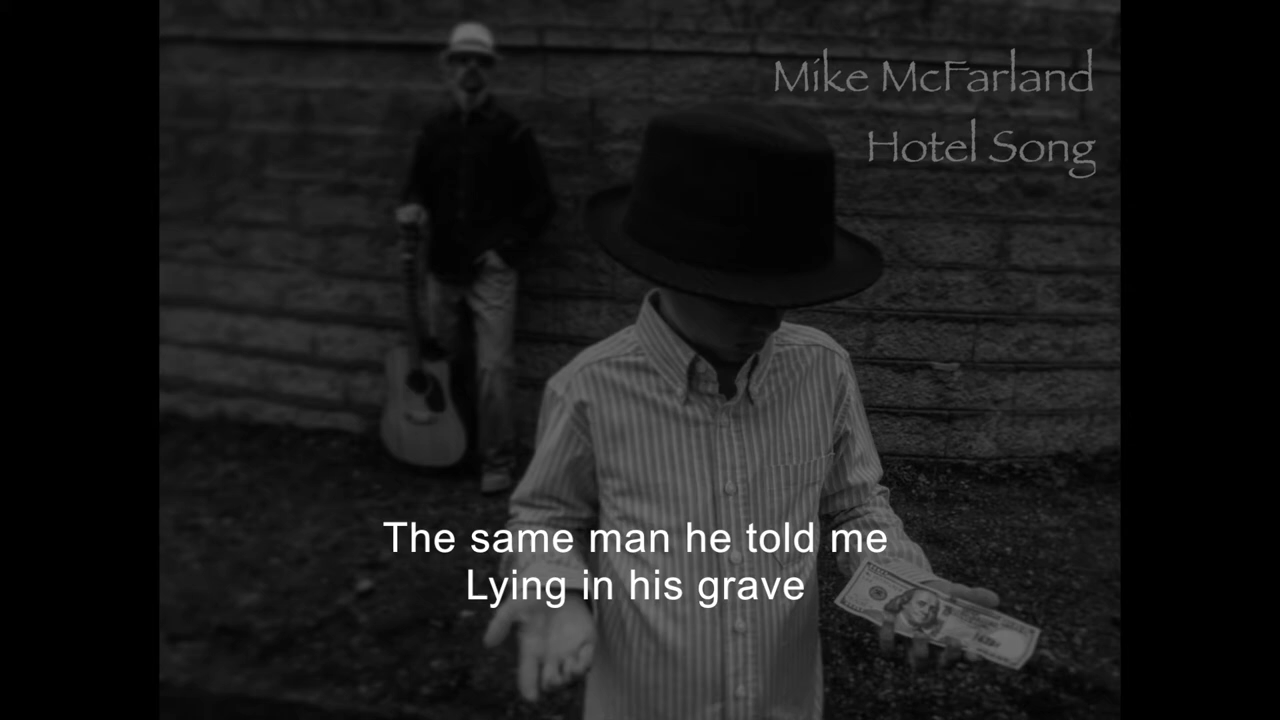 Mike McFarland
Hotel Song
The same man he told me
Lying in his grave